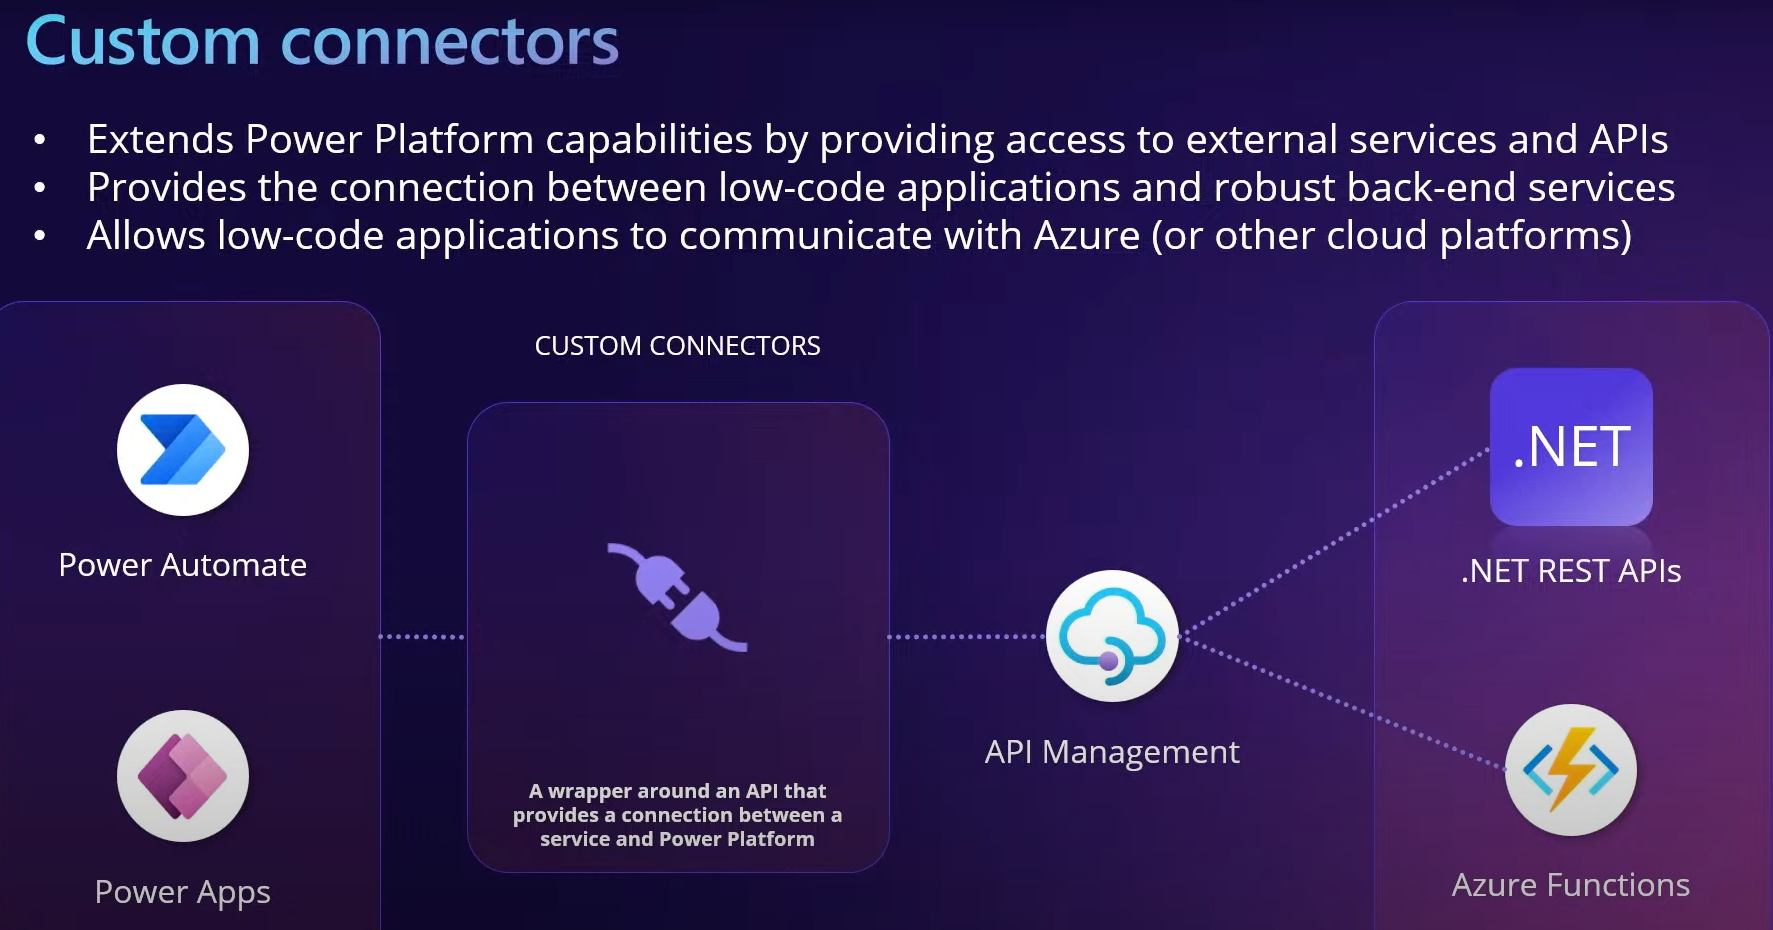 Custom connectors
• Extends Power Platform capabilities by providing access to external services and APIs
• Provides the connection between low-code applications and robust back-end services
• Allows low-code applications to communicate with Azure (or other cloud platforms)
Power Automate
Power Apps
CUSTOM CONNECTORS
A wrapper around an API that
provides a connection between a
service and Power Platform
API Management
.NET
.NET REST APIs
Azure Functions